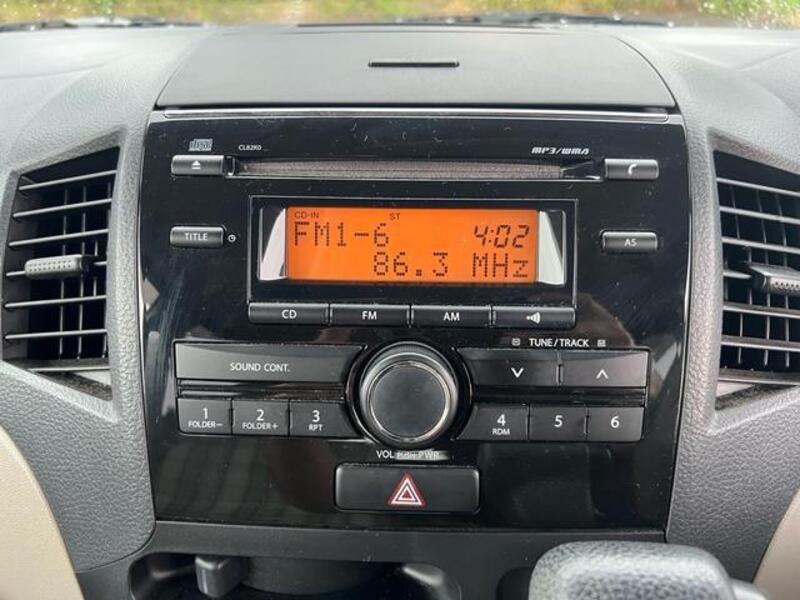 CL82K0
MP3/WMA
TITLE
CD-IN ST
FM1-6 4:02
86.3 MHz
AS
CD FM AM
SOUND CONT.
TUNE/TRACK
1 2 3 4 5 6
FOLDER− FOLDER+ RPT RDM
VOL PUSH PWR